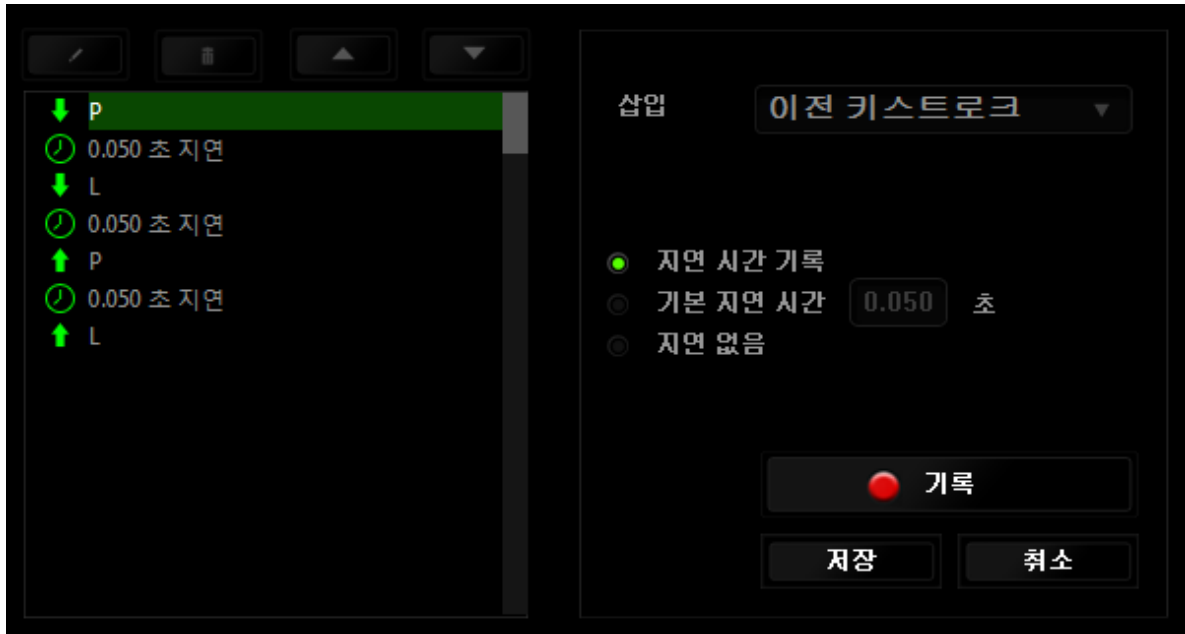 P
0.050 초 지연
L
0.050 초 지연
P
0.050 초 지연
L
삽입 이전 키스트로크
지연 시간 기록
기본 지연 시간 0.050 초
지연 없음
기록
저장 취소